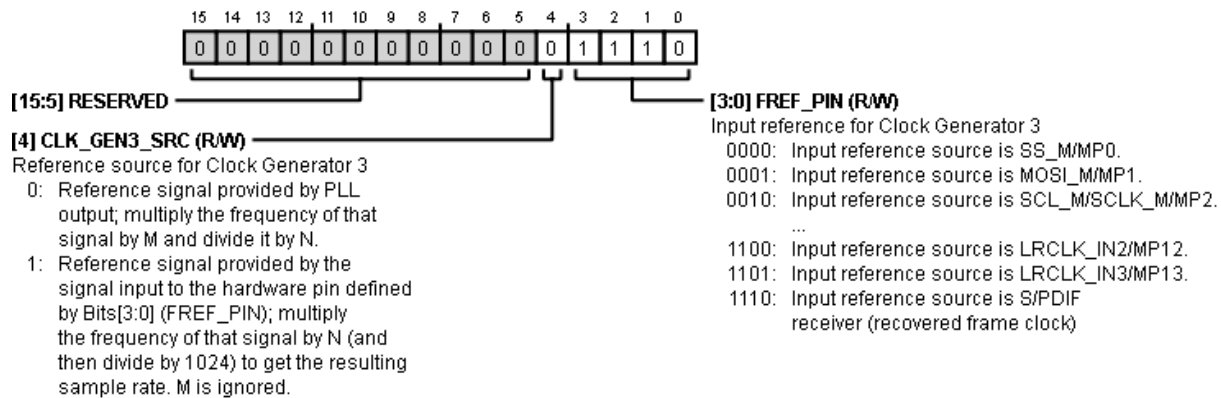 15 14 13 12 11 10 9 8 7 6 5 4 3 2 1 0
0 0 0 0 0 0 0 0 0 0 0 0 1 1 1 0
[15:5] RESERVED
[4] CLK_GEN3_SRC (R/W)
Reference source for Clock Generator 3
0: Reference signal provided by PLL
output; multiply the frequency of that
signal by M and divide it by N.
1: Reference signal provided by the
signal input to the hardware pin defined
by Bits[3:0] (FREF_PIN); multiply
the frequency of that signal by N (and
then divide by 1024) to get the resulting
sample rate. M is ignored.
[3:0] FREF_PIN (R/W)
Input reference for Clock Generator 3
0000: Input reference source is SS_M/MP0.
0001: Input reference source is MOSI_M/MP1.
0010: Input reference source is SCL_M/SCLK_M/MP2.
...
1100: Input reference source is LRCLK_IN2/MP12.
1101: Input reference source is LRCLK_IN3/MP13.
1110: Input reference source is S/PDIF
receiver (recovered frame clock)